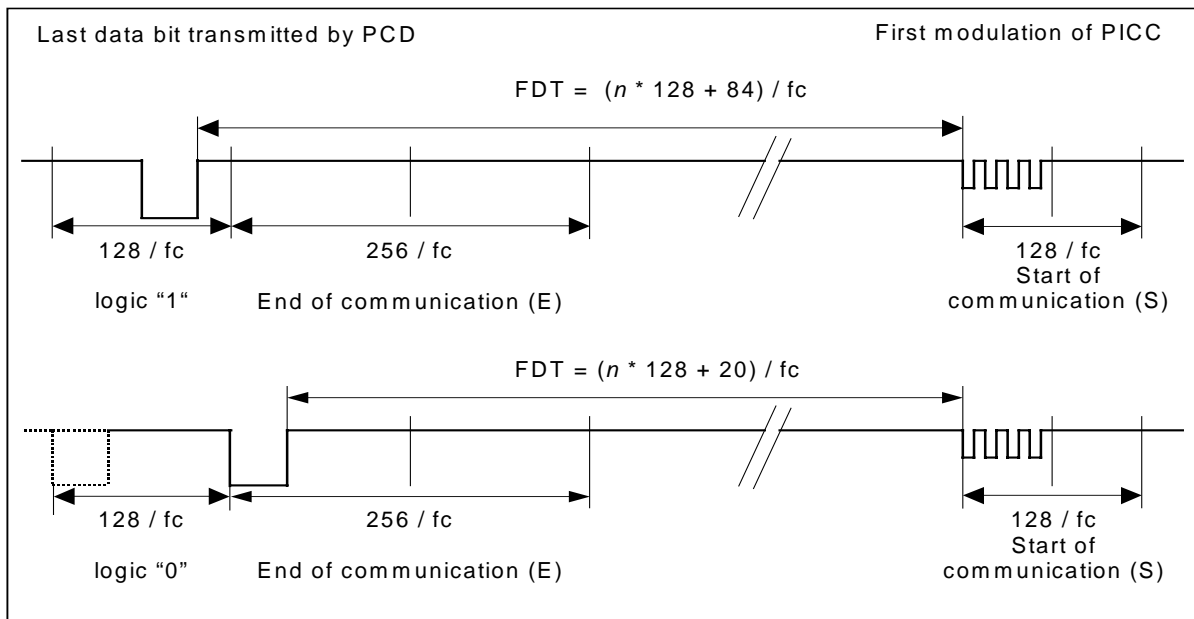 Last data bit transmitted by PCD
First modulation of PICC
FDT = (n * 128 + 84) / fc
128 / fc
256 / fc
128 / fc
logic “1“
End of communication (E)
Start of
communication (S)
FDT = (n * 128 + 20) / fc
128 / fc
256 / fc
128 / fc
logic “0”
End of communication (E)
Start of
communication (S)